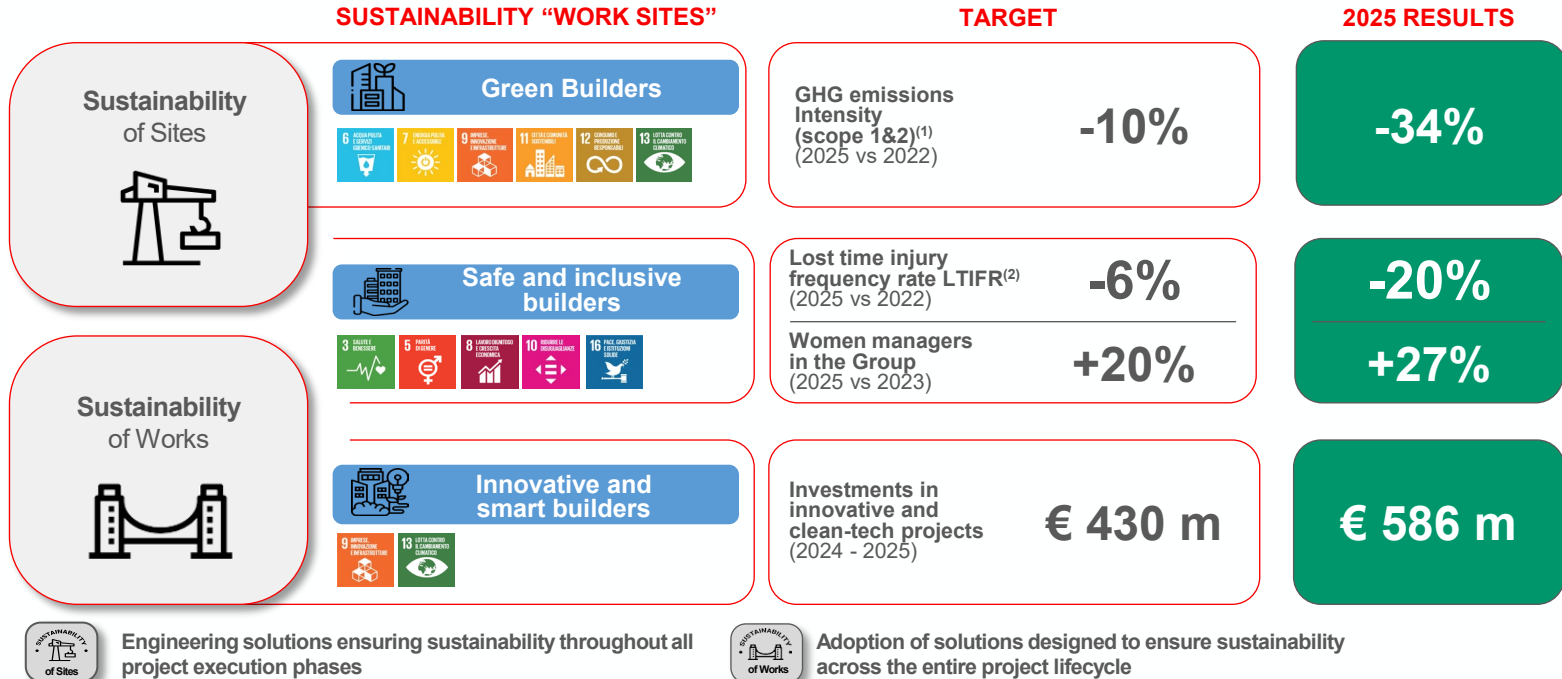 SUSTAINABILITY “WORK SITES”
TARGET
2025 RESULTS
Sustainability
of Sites
Green Builders
6 ACQUA PULITA
E SERVIZI
IGIENICO-SANITARI
7 ENERGIA PULITA
E ACCESSIBILE
9 IMPRESE,
INNOVAZIONE
E INFRASTRUTTURE
11 CITTÀ E COMUNITÀ
SOSTENIBILI
12 CONSUMO E
PRODUZIONE
RESPONSABILI
13 LOTTA CONTRO
IL CAMBIAMENTO
CLIMATICO
GHG emissions
Intensity
(scope 1&2)(1)
(2025 vs 2022)
-10%
-34%
Safe and inclusive
builders
3 SALUTE E
BENESSERE
5 PARITÀ
DI GENERE
8 LAVORO DIGNITOSO
E CRESCITA
ECONOMICA
10 RIDURRE LE
DISUGUAGLIANZE
16 PACE, GIUSTIZIA
E ISTITUZIONI
SOLIDE
Lost time injury
frequency rate LTIFR(2)
(2025 vs 2022)
-6%
-20%
Women managers
in the Group
(2025 vs 2023)
+20%
+27%
Sustainability
of Works
Innovative and
smart builders
9 IMPRESE,
INNOVAZIONE
E INFRASTRUTTURE
13 LOTTA CONTRO
IL CAMBIAMENTO
CLIMATICO
Investments in
innovative and
clean-tech projects
(2024 - 2025)
€ 430 m
€ 586 m
SUSTAINABILITY
of Sites
Engineering solutions ensuring sustainability throughout all
project execution phases
SUSTAINABILITY
of Works
Adoption of solutions designed to ensure sustainability
across the entire project lifecycle